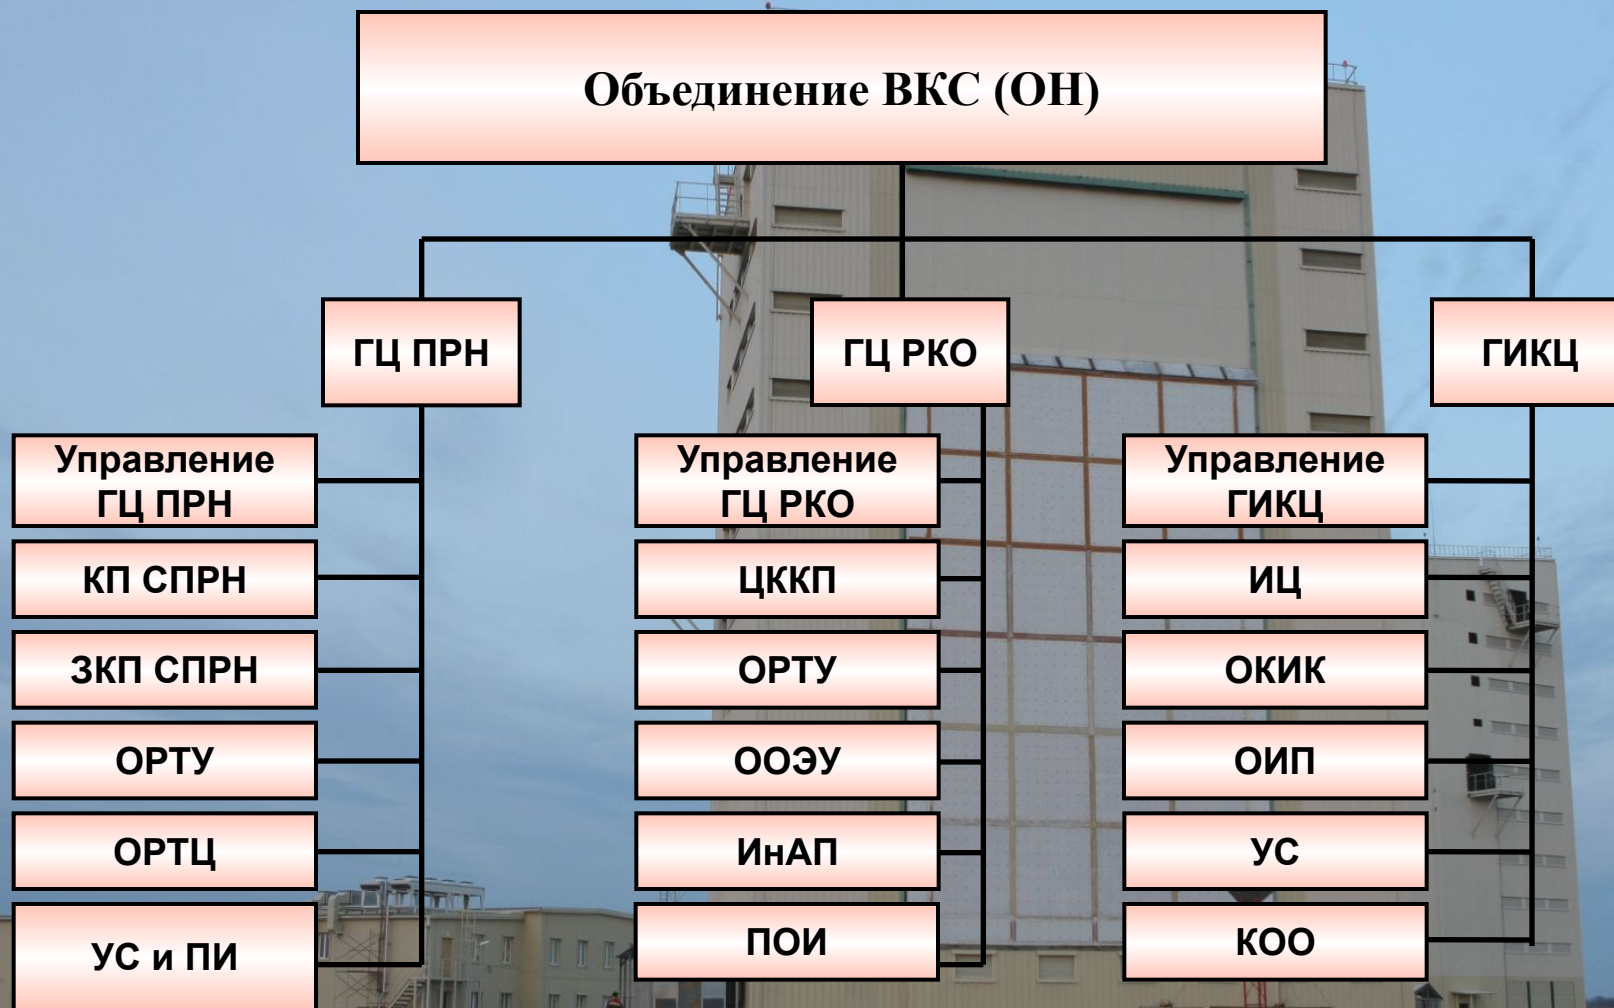 Объединение ВКС (ОН)
ГЦ ПРН
ГЦ РКО
ГИКЦ
Управление
ГЦ ПРН
КП СПРН
ЗКП СПРН
ОРТУ
ОРТЦ
УС и ПИ
Управление
ГЦ РКО
ЦККП
ОРТУ
ООЭУ
ИнАП
ПОИ
Управление
ГИКЦ
ИЦ
ОКИК
ОИП
УС
КОО